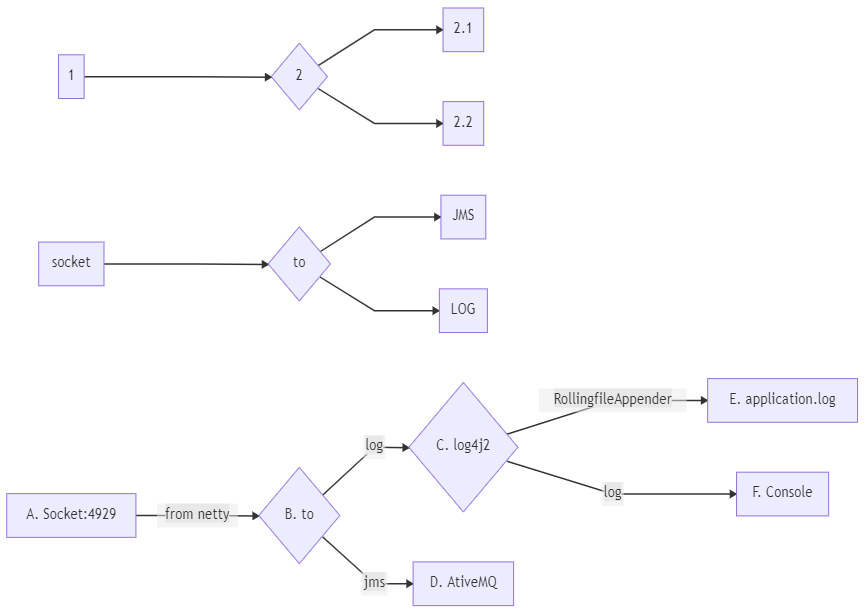 1
2
2.1
2.2
socket
to
JMS
LOG
A. Socket:4929
from netty
B. to
log
jms
C. log4j2
D. AtiveMQ
RollingfileAppender
log
E. application.log
F. Console